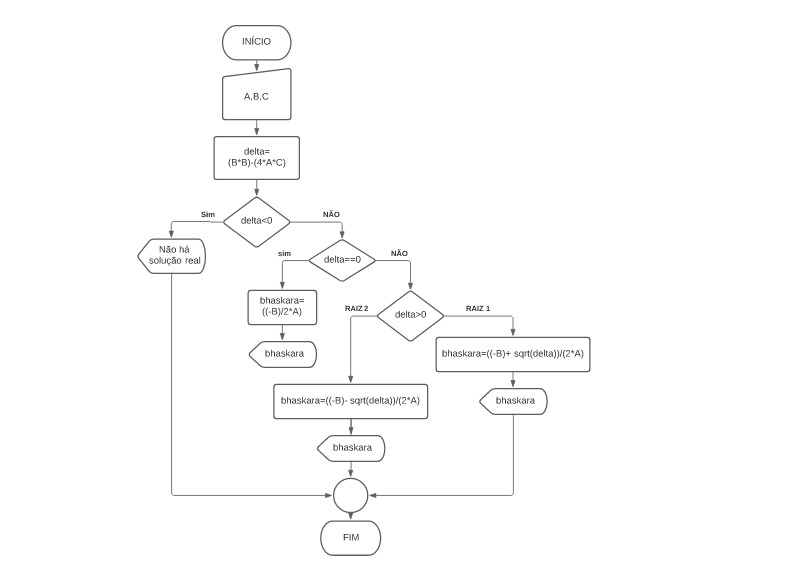 INÍCIO
A,B,C
delta=
(B*B)-(4*A*C)
delta<0
Sim
NÃO
Não há
solução real
delta==0
sim
NÃO
bhaskara=
((-B)/2*A)
bhaskara
delta>0
RAIZ 2
RAIZ 1
bhaskara=((-B)+ sqrt(delta))/(2*A)
bhaskara
bhaskara=((-B)- sqrt(delta))/(2*A)
bhaskara
FIM